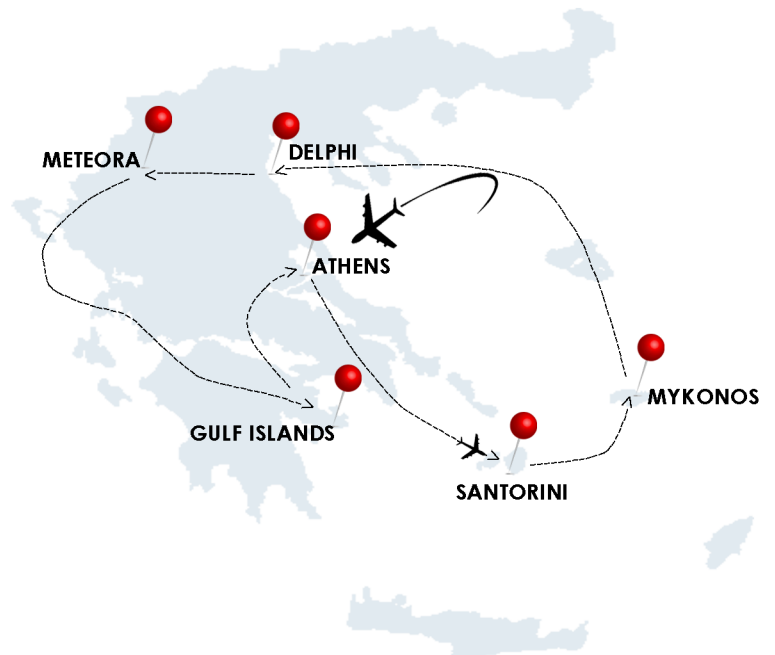 DELPHI
METEORA
ATHENS
MYKONOS
GULF ISLANDS
SANTORINI